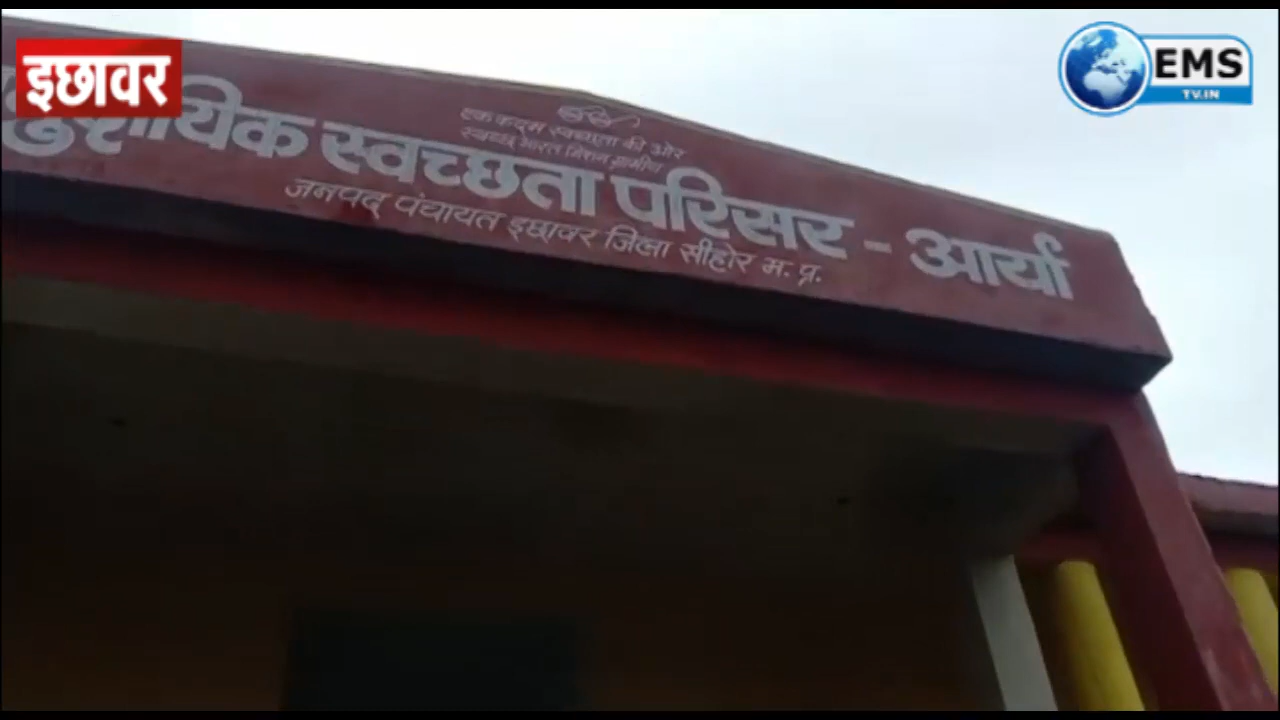 इछावर
EMS
TV.IN
एक कदम स्वच्छता की ओर
स्वच्छ भारत मिशन ग्रामीण
स्वच्छता परिसर - आर्या
जनपद् पंचायत इछावर जिला सीहोर म. प्र.